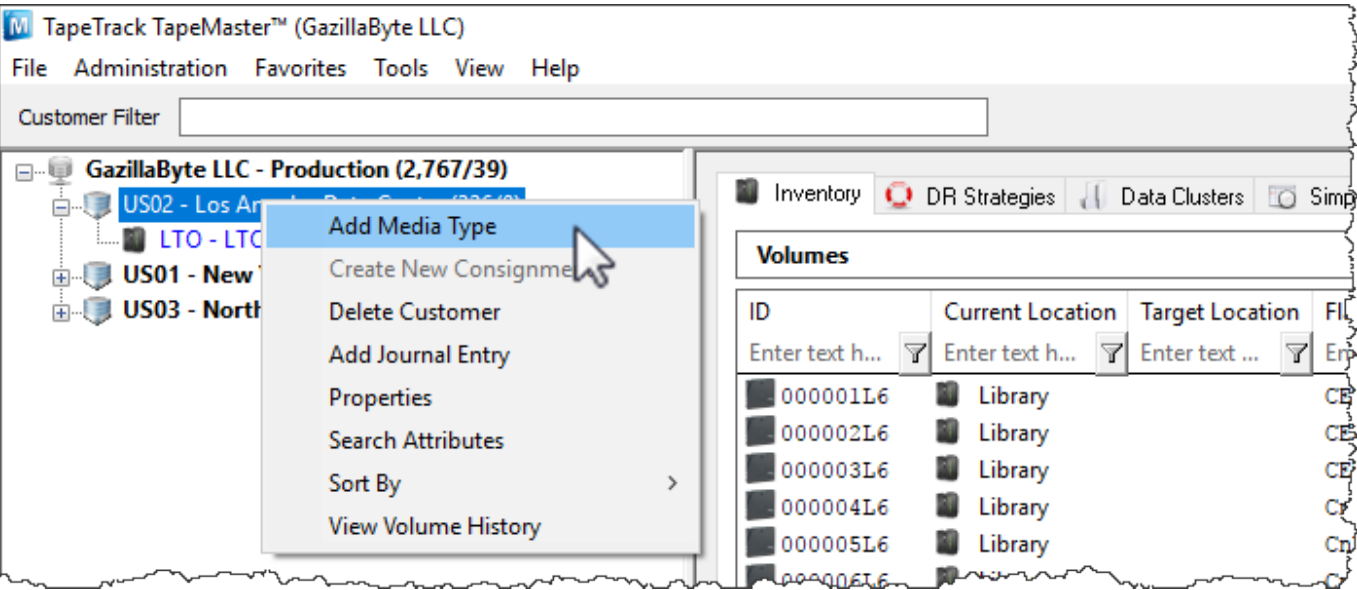 TapeTrack TapeMaster™ (GazillaByte LLC)
File Administration Favorites Tools View Help
Customer Filter
GazillaByte LLC - Production (2,767/39)
US02 - Los
LTO -
US01 - New
US03 -
Add Media Type
Create New
Delete Customer
Add Journal Entry
Properties
Search Attributes
Sort By
View Volume History
Inventory DR Strategies Data Clusters
Volumes
ID Current Location Target Location
Enter text h... Enter text h... Enter text ...
000001L6 Library
000002L6 Library
000003L6 Library
000004L6 Library
000005L6 Library